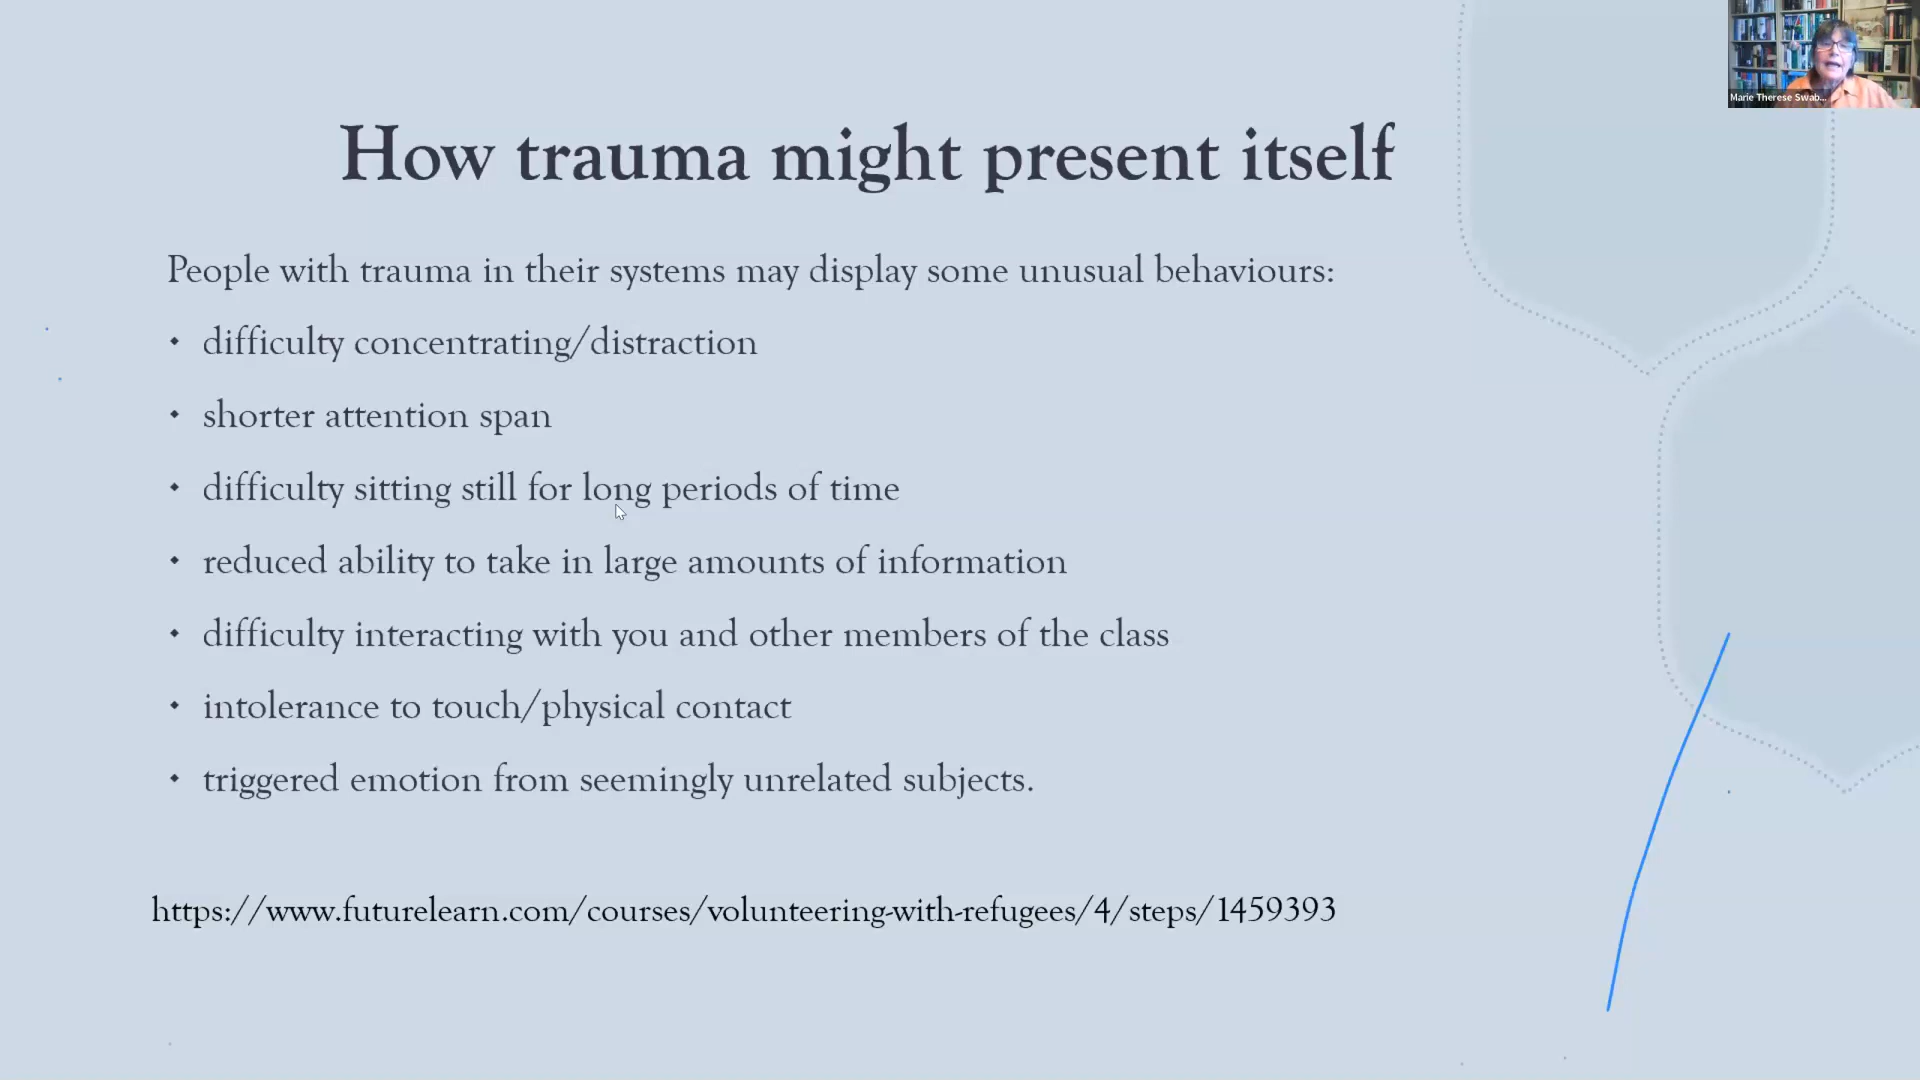 Marie Therese Swab...
How trauma might present itself
People with trauma in their systems may display some unusual behaviours:
• difficulty concentrating/distraction
• shorter attention span
• difficulty sitting still for long periods of time
• reduced ability to take in large amounts of information
• difficulty interacting with you and other members of the class
• intolerance to touch/physical contact
• triggered emotion from seemingly unrelated subjects.
https://www.futurelearn.com/courses/volunteering-with-refugees/4/steps/1459393